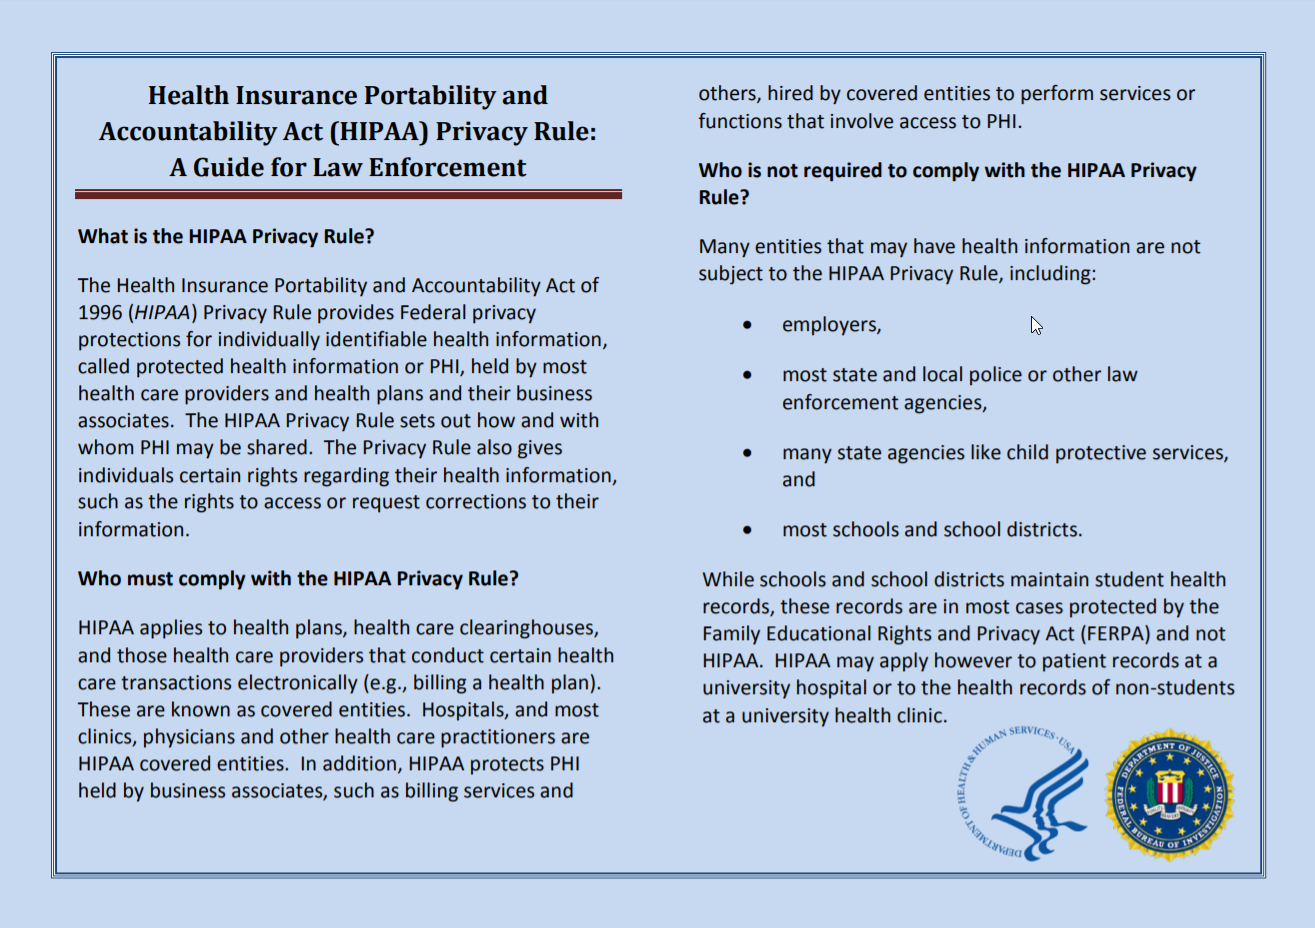 Health Insurance Portability and
Accountability Act (HIPAA) Privacy Rule:
A Guide for Law Enforcement
What is the HIPAA Privacy Rule?
The Health Insurance Portability and Accountability Act of
1996 (HIPAA) Privacy Rule provides Federal privacy
protections for individually identifiable health information,
called protected health information or PHI, held by most
health care providers and health plans and their business
associates.  The HIPAA Privacy Rule sets out how and with
whom PHI may be shared.  The Privacy Rule also gives
individuals certain rights regarding their health information,
such as the rights to access or request corrections to their
information.
Who must comply with the HIPAA Privacy Rule?
HIPAA applies to health plans, health care clearinghouses,
and those health care providers that conduct certain health
care transactions electronically (e.g., billing a health plan).
These are known as covered entities.  Hospitals, and most
clinics, physicians and other health care practitioners are
HIPAA covered entities.  In addition, HIPAA protects PHI
held by business associates, such as billing services and
others, hired by covered entities to perform services or
functions that involve access to PHI.
Who is not required to comply with the HIPAA Privacy
Rule?
Many entities that may have health information are not
subject to the HIPAA Privacy Rule, including:
• employers,
• most state and local police or other law
enforcement agencies,
• many state agencies like child protective services,
and
• most schools and school districts.
While schools and school districts maintain student health
records, these records are in most cases protected by the
Family Educational Rights and Privacy Act (FERPA) and not
HIPAA.  HIPAA may apply however to patient records at a
university hospital or to the health records of non-students
at a university health clinic.
DEPARTMENT OF HEALTH & HUMAN SERVICES · USA
DEPARTMENT OF JUSTICE
FEDERAL BUREAU OF INVESTIGATION